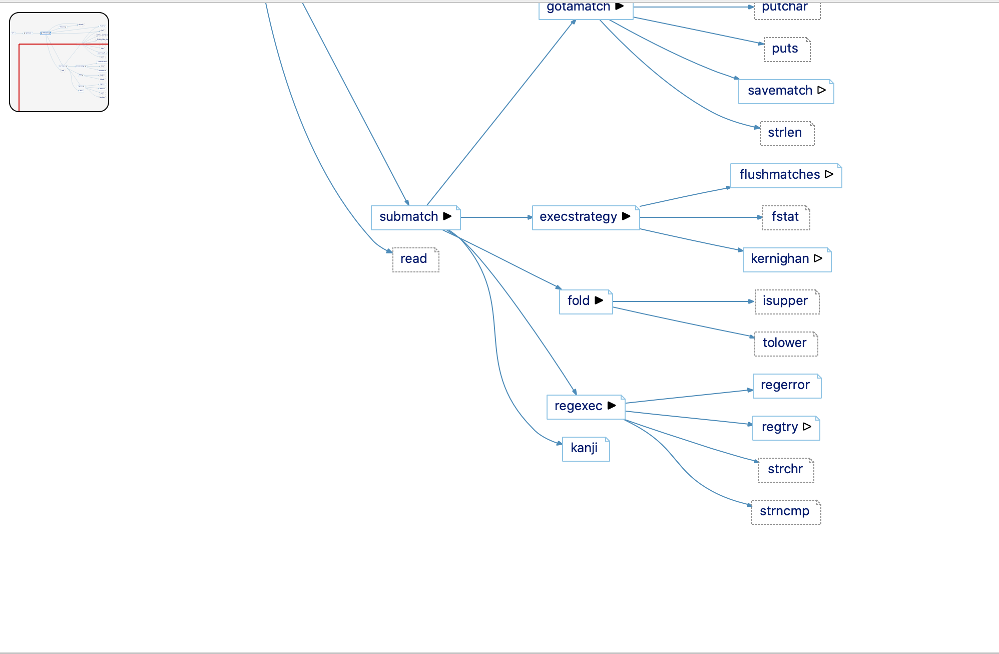 gotamatch
putchar
puts
savematch
strlen
flushmatches
submatch
execstrategy
fstat
read
kernighan
fold
isupper
tolower
regerror
regexec
regtry
kanji
strchr
strncmp